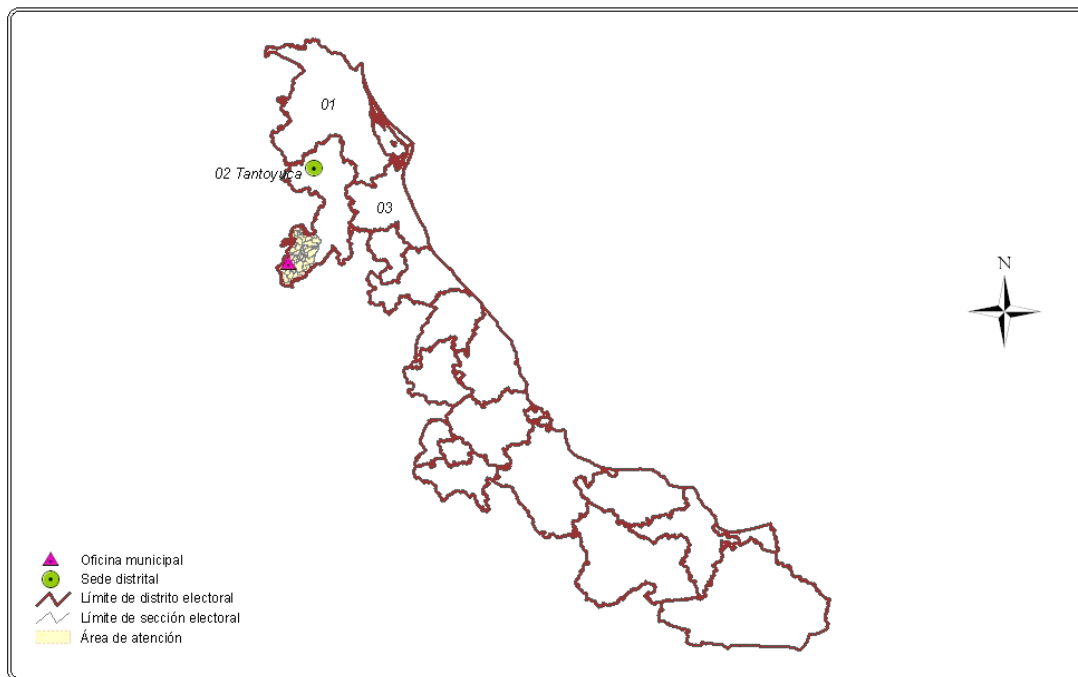 01
02 Tantoyuca
03
N
Oficina municipal
Sede distrital
Límite de distrito electoral
Límite de sección electoral
Área de atención